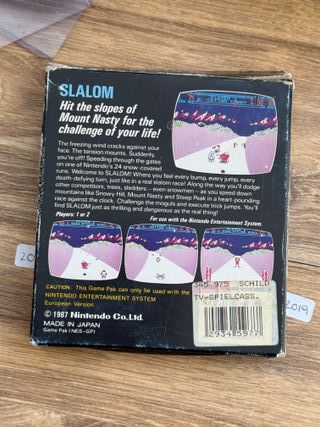 SLALOM
Hit the slopes of
Mount Nasty for the
challenge of your life!
The freezing wind cracks against your
face. The tension mounts. Suddenly,
you're off! Speeding through the gates
on one of Nintendo's 24 snow-covered
runs. Welcome to SLALOM! Where you feel every bump, every jump, every
death-defying turn, just like in a real slalom race! Along the way you'll dodge
other competitors, trees, sledders – even snowmen – as you speed down
mountains like Snowy Hill, Mount Nasty and Steep Peak in a heart-pounding
race against the clock. Challenge the moguls and execute trick jumps. You'll
find SLALOM just as thrilling and dangerous as the real thing!
Players: 1 or 2
For use with the Nintendo Entertainment System
CAUTION: This Game Pak can only be used with the
NINTENDO ENTERTAINMENT SYSTEM
European Version
© 1987 Nintendo Co., Ltd.
MADE IN JAPAN
Game Pak (NES-GP)
345 975 SCHILD
TV-SPIELCASS.
2019